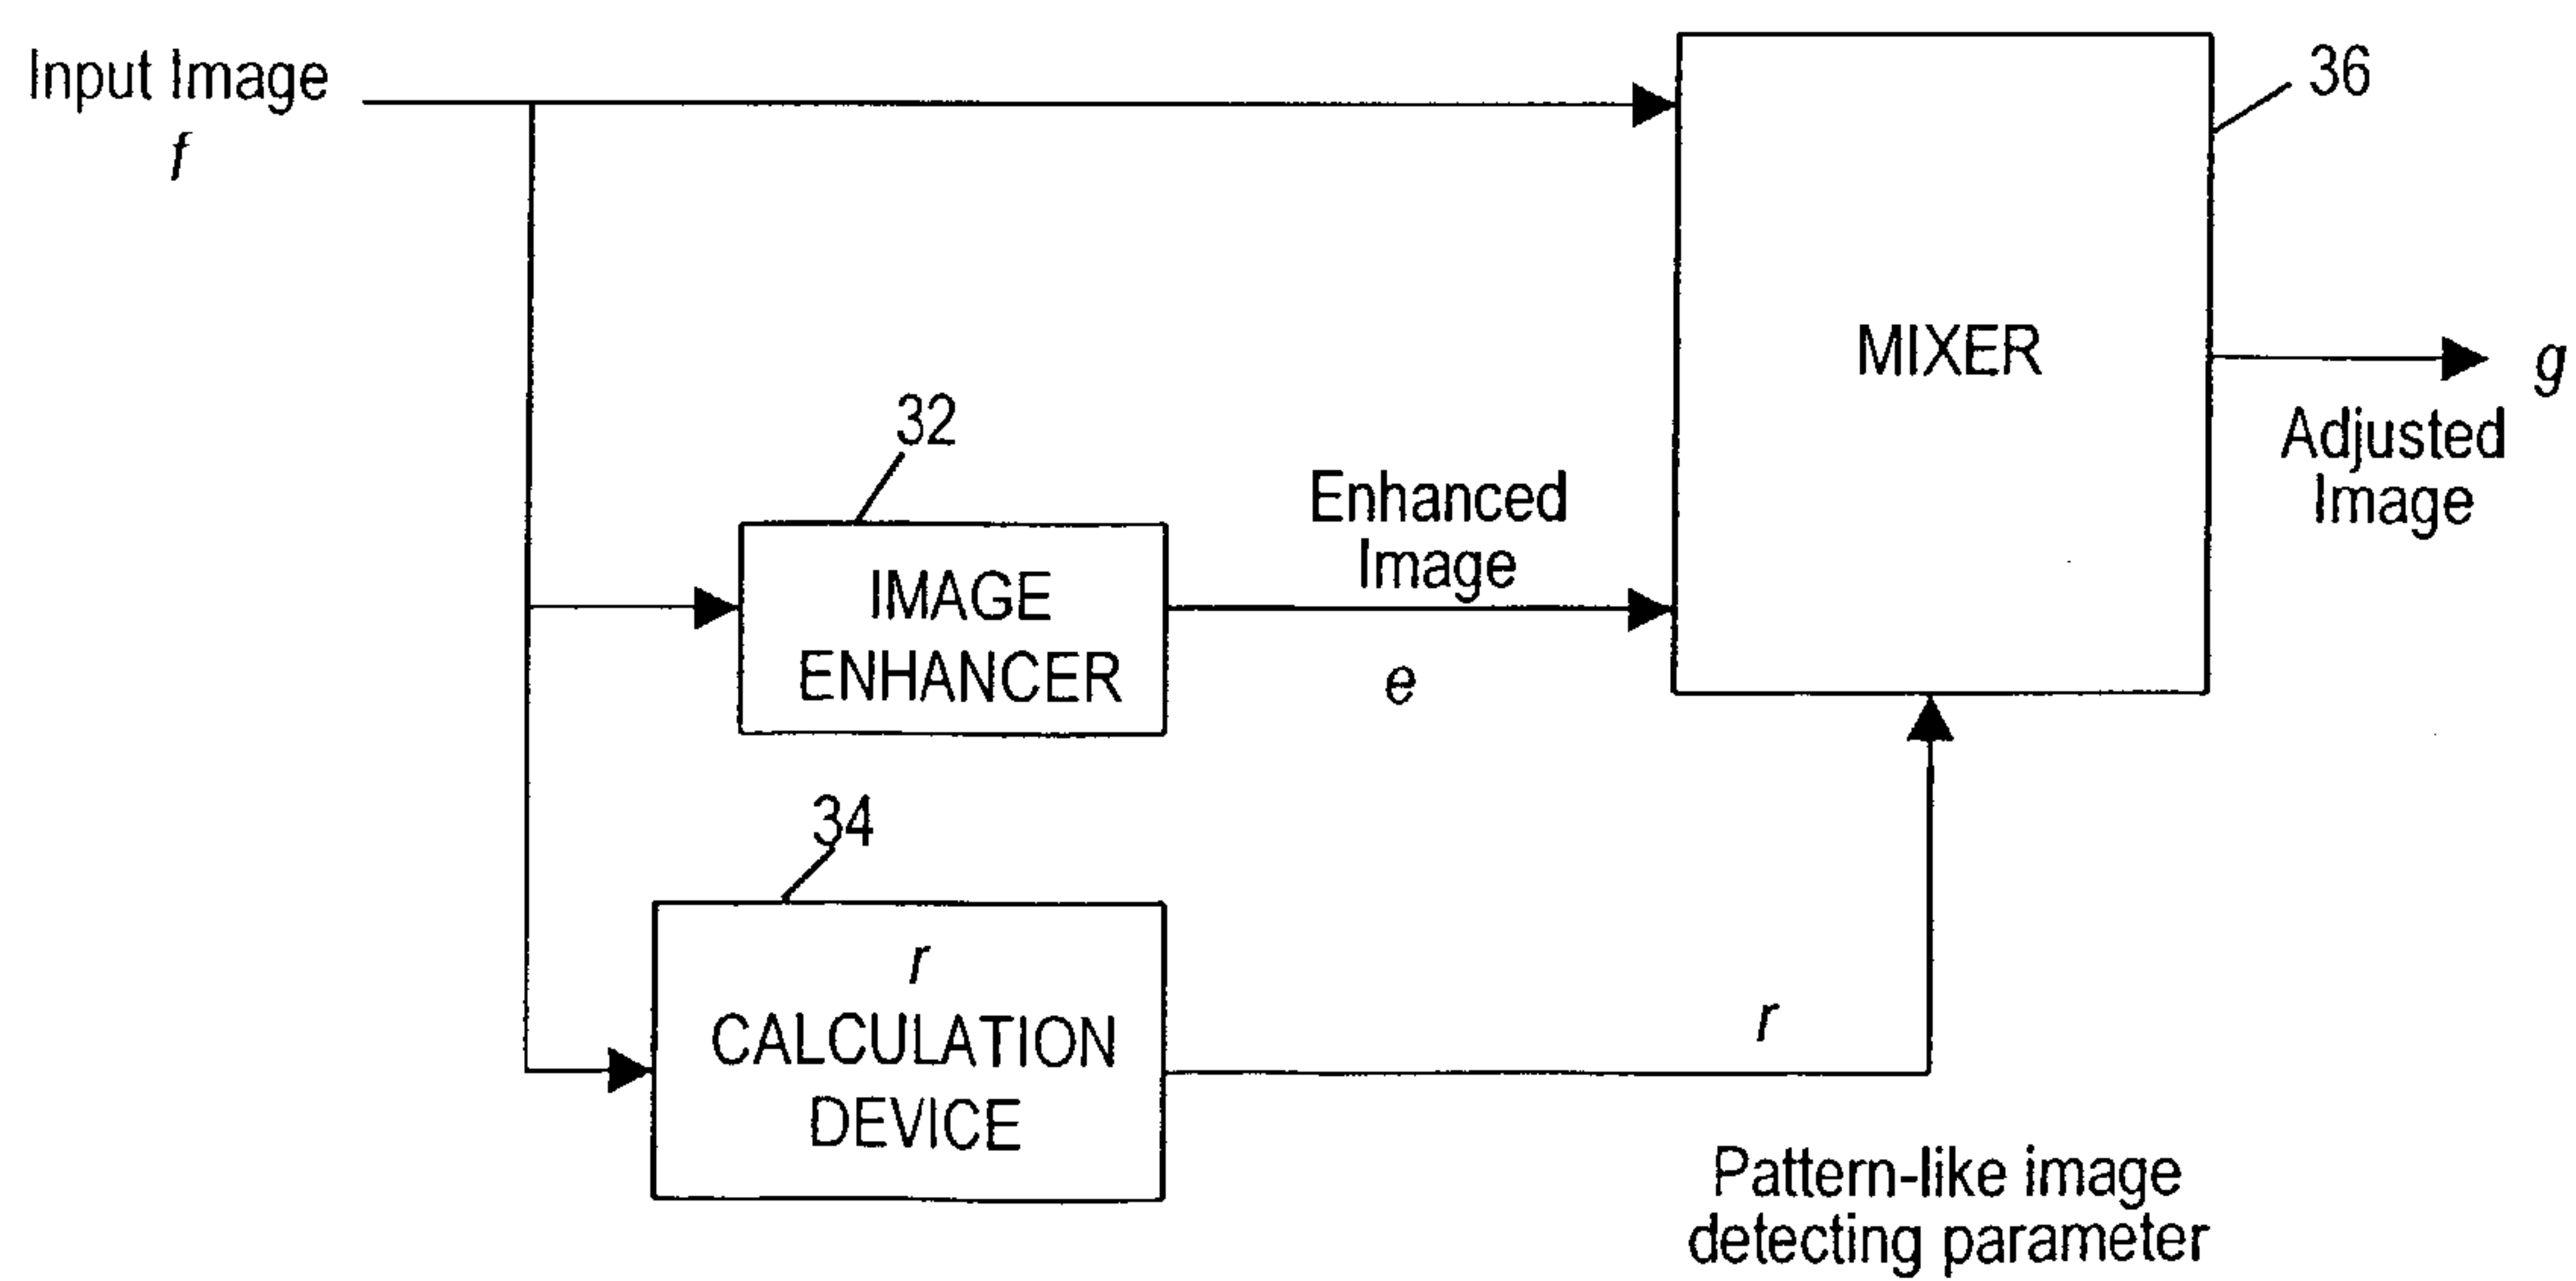 Input Image
f
36
MIXER
g
Adjusted
Image
32
IMAGE
ENHANCER
Enhanced
Image
e
34
r
CALCULATION
DEVICE
r
Pattern-like image
detecting parameter